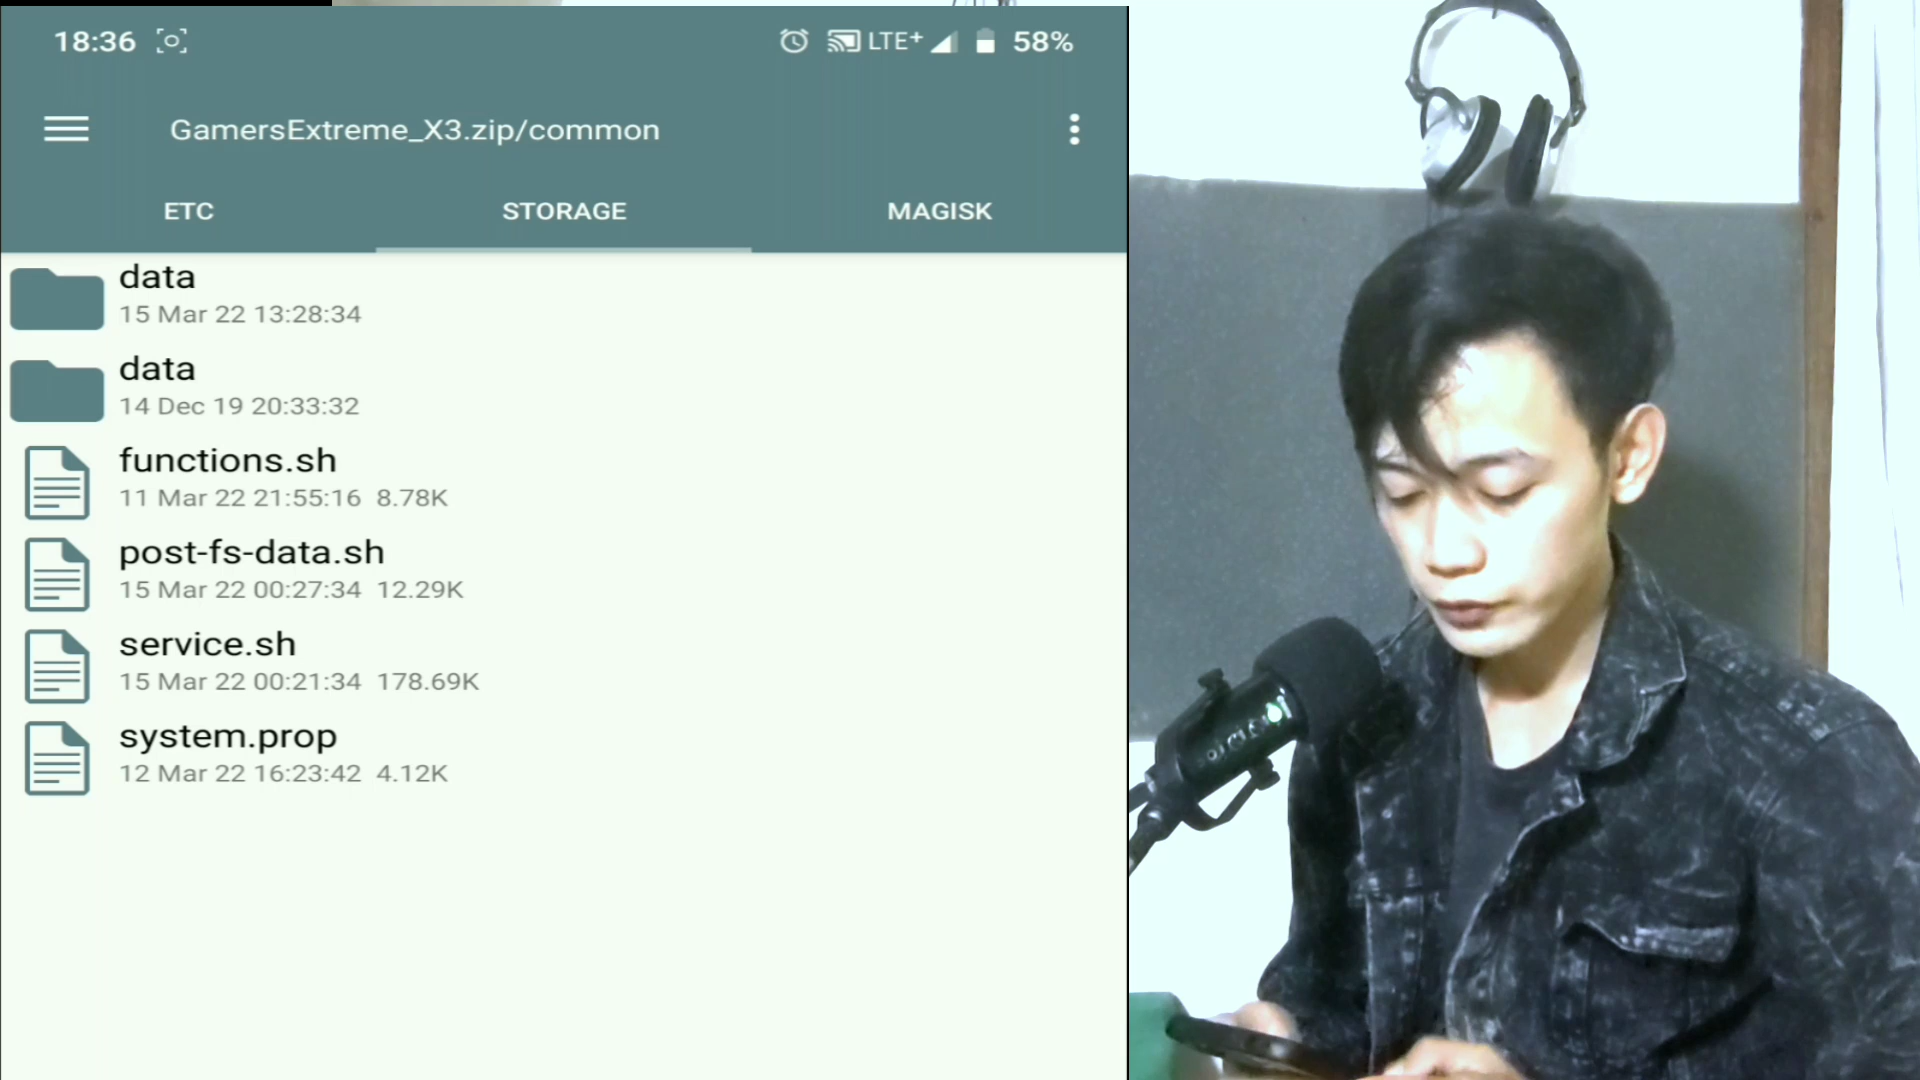 18:36 LTE+ 58%
GamersExtreme_X3.zip/common
ETC STORAGE MAGISK
data
15 Mar 22 13:28:34
data
14 Dec 19 20:33:32
functions.sh
11 Mar 22 21:55:16 8.78K
post-fs-data.sh
15 Mar 22 00:27:34 12.29K
service.sh
15 Mar 22 00:21:34 178.69K
system.prop
12 Mar 22 16:23:42 4.12K